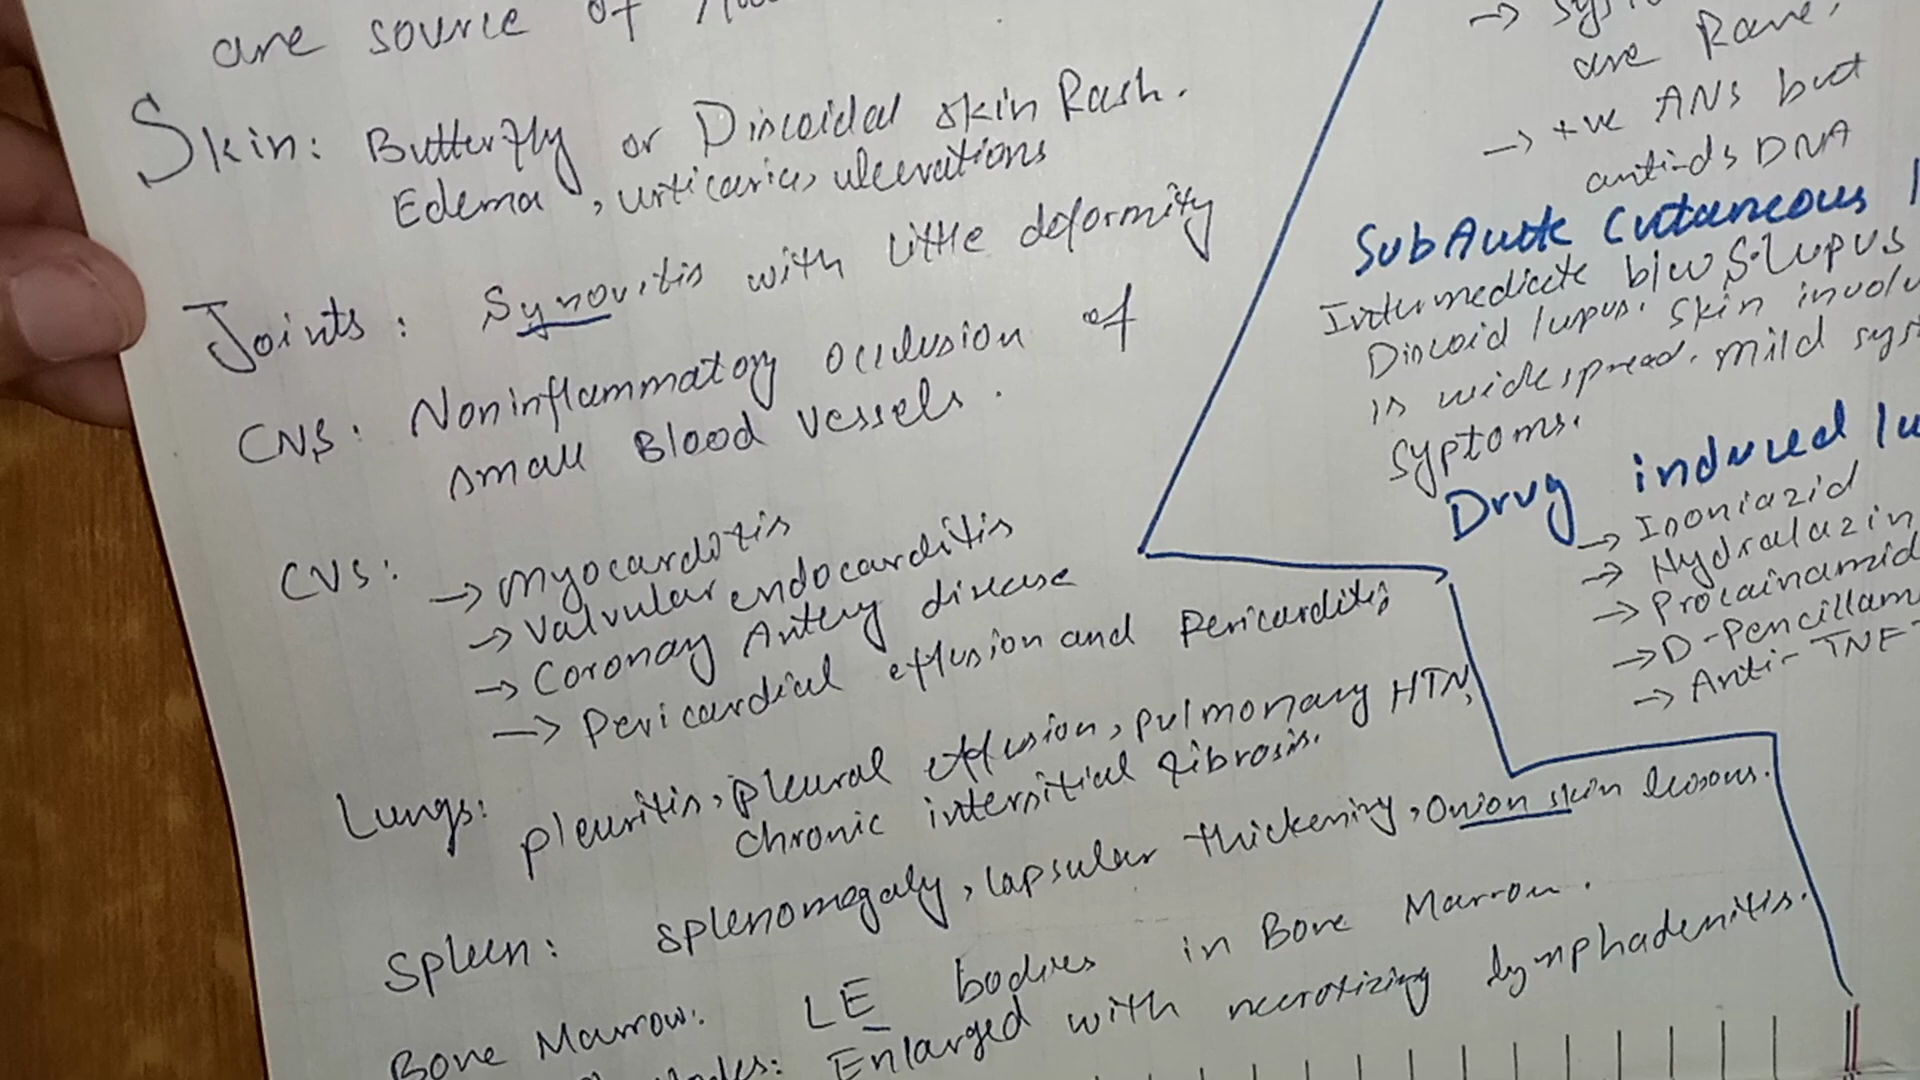 are source of
Skin: Butterfly or Discoidal skin Rash.
Edema, urticaria, ulcerations
Joints: Synovitis with little deformity
CNS: Noninflammatory occlusion of
small Blood vessels.
CVS: → Myocarditis
→ Valvular endocarditis
→ Coronary Artery disease
→ Pericardial effusion and Pericarditis
Lungs: pleuritis, pleural effusion, pulmonary HTN,
chronic intersitial fibrosis.
Spleen: splenomegaly, capsular thickening, Onion skin lesions.
Bone Marrow: LE bodies in Bone Marrow.
Enlarged with necrotizing lymphadenitis.
→
are Rare.
→ +ve ANS but
anti-ds DNA
SubAcute Cutaneous
Intermediate b/w S.Lupus
Discoid lupus. Skin
is widespread. mild
syptoms.
Drug induced
→ Isoniazid
→ Hydralazin
→ Procainamid
→ D-Pencillam
→ Anti-TNF